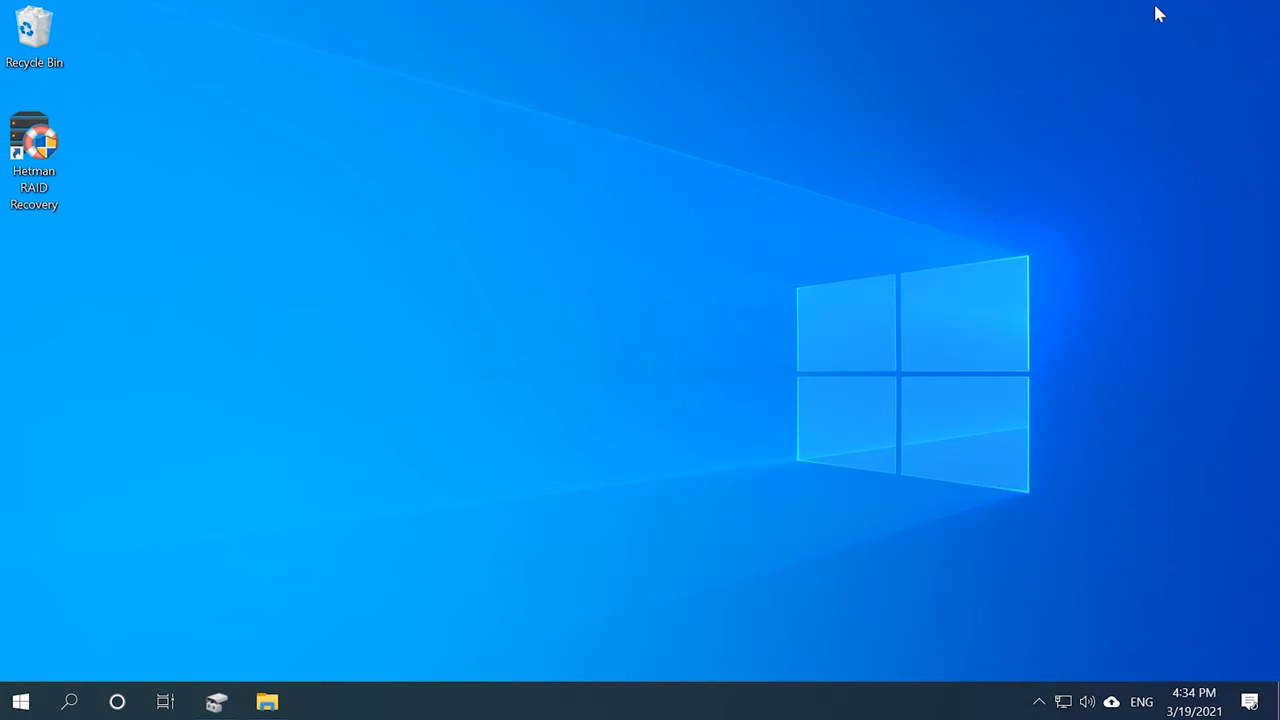 Recycle Bin
Hetman
RAID
Recovery
ENG
4:34 PM
3/19/2021